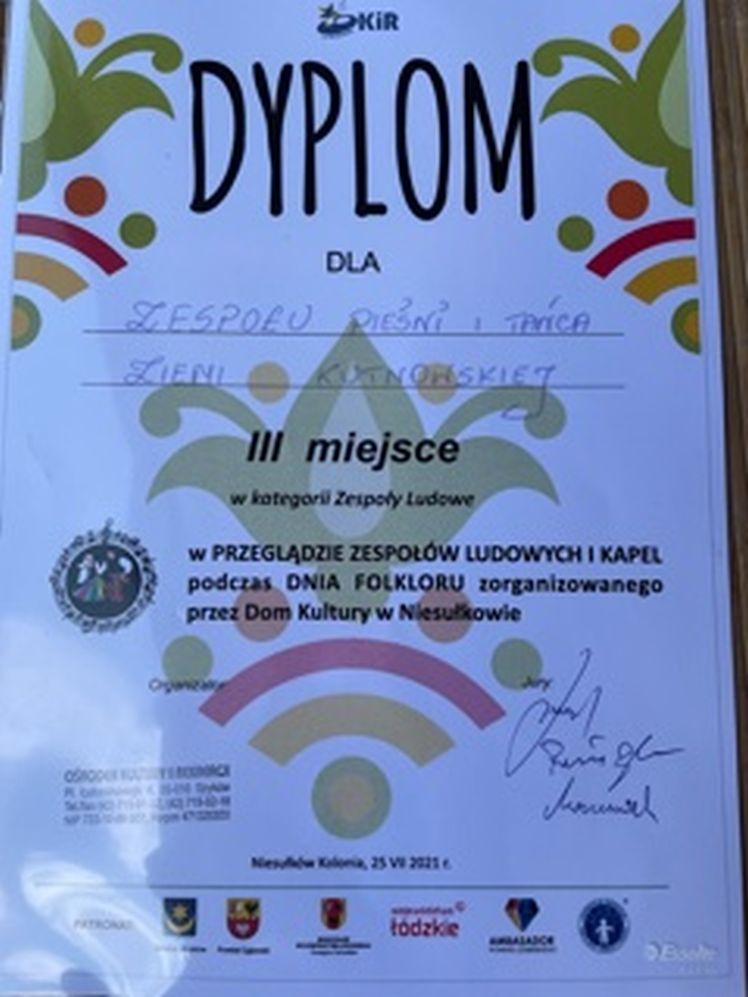 OKiR
DYPLOM
DLA
ZESPOŁU PIEŚNI I TAŃCA
ZIEMI KUTNOWSKIEJ
III miejsce
w kategorii Zespoły Ludowe
w PRZEGLĄDZIE ZESPOŁÓW LUDOWYCH I KAPEL
podczas DNIA FOLKLORU zorganizowanego
przez Dom Kultury w Niesułkowie
Organizator Jury
OŚRODEK KULTURY I REKREACJI
Niesułków Kolonia, 25 VII 2021 r.
PATRONAT
województwo
łódzkie
AMBASADOR